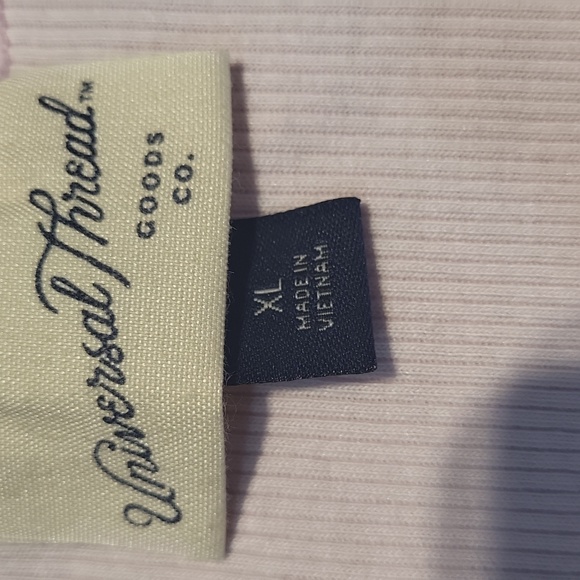 Universal Thread™
GOODS
CO.
XL
MADE IN
VIETNAM